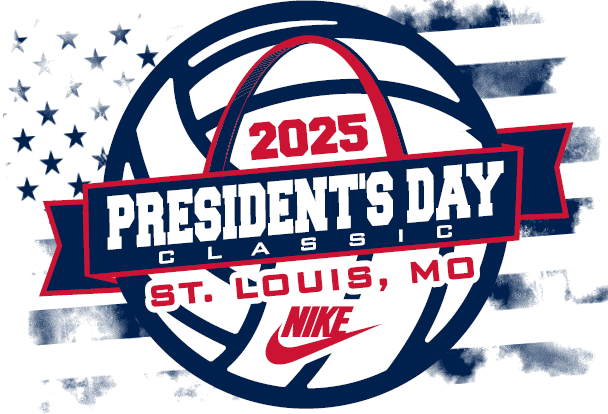 2025
PRESIDENT'S DAY
CLASSIC
ST. LOUIS, MO
NIKE